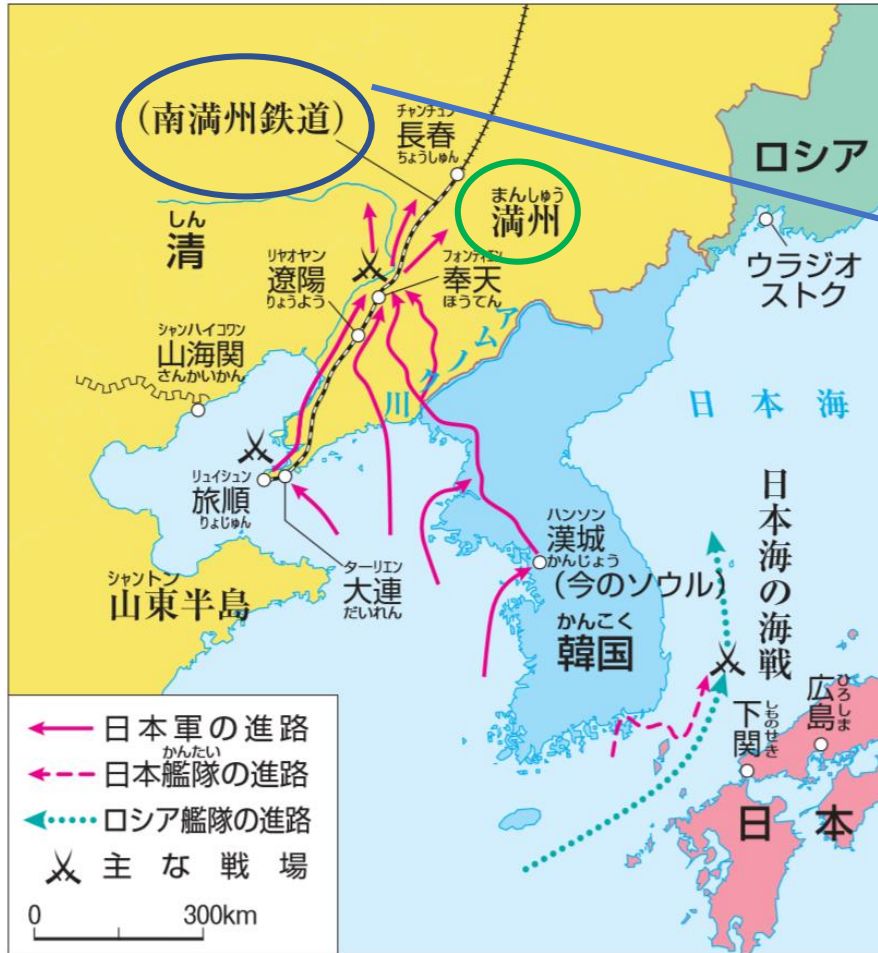 (南満州鉄道)
チャンチュン
長春
ちょうしゅん
ロシア
まんしゅう
満州
しん
清
リャオヤン
遼陽
りょうよう
フォンティエン
奉天
ほうてん
ウラジオ
ストク
シャンハイコワン
山海関
さんかいかん
アムノック川
日本海
リュイシュン
旅順
りょじゅん
ターリエン
大連
だいれん
シャントン
山東半島
ハンソン
漢城
かんじょう
(今のソウル)
かんこく
韓国
日本海の海戦
ひろしま
広島
しものせき
下関
日本
日本軍の進路
かんたい
日本艦隊の進路
ロシア艦隊の進路
主な戦場
0 300km